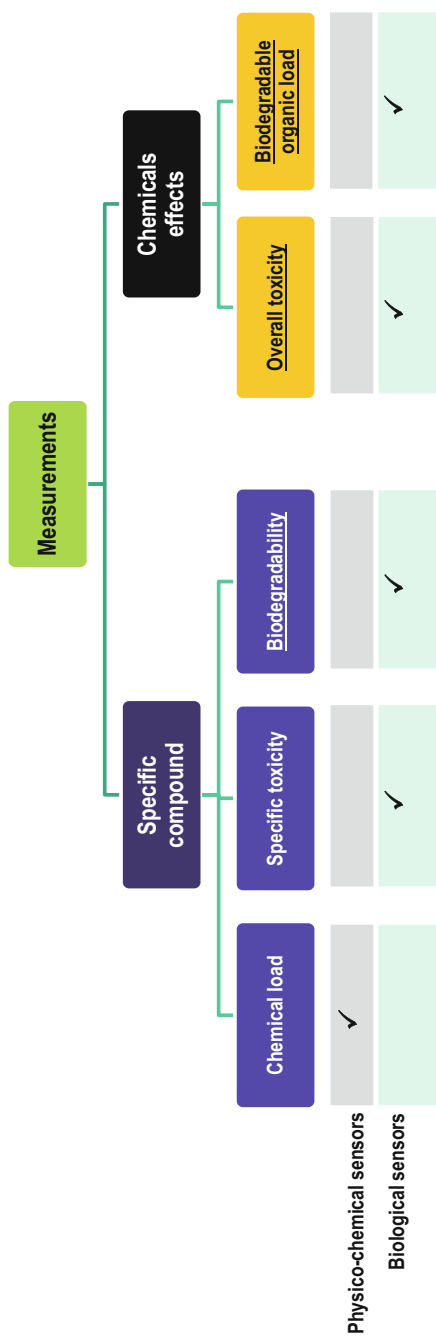 Measurements
Specific
compound
Chemicals
effects
Chemical load
Specific toxicity
Biodegradability
Overall toxicity
Biodegradable
organic load
Physico-chemical sensors
✓
Biological sensors
✓
✓
✓
✓